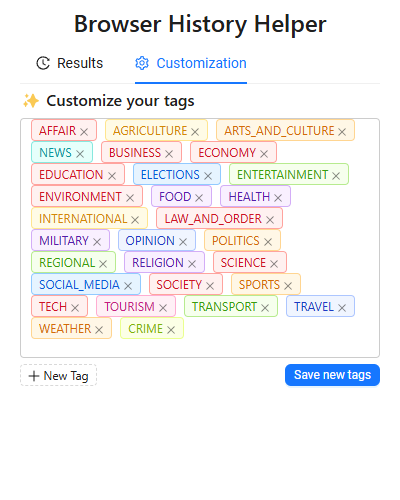 Browser History Helper
Results Customization
✨ Customize your tags
AFFAIR × AGRICULTURE × ARTS_AND_CULTURE ×
NEWS × BUSINESS × ECONOMY ×
EDUCATION × ELECTIONS × ENTERTAINMENT ×
ENVIRONMENT × FOOD × HEALTH ×
INTERNATIONAL × LAW_AND_ORDER ×
MILITARY × OPINION × POLITICS ×
REGIONAL × RELIGION × SCIENCE ×
SOCIAL_MEDIA × SOCIETY × SPORTS ×
TECH × TOURISM × TRANSPORT × TRAVEL ×
WEATHER × CRIME ×
+ New Tag Save new tags